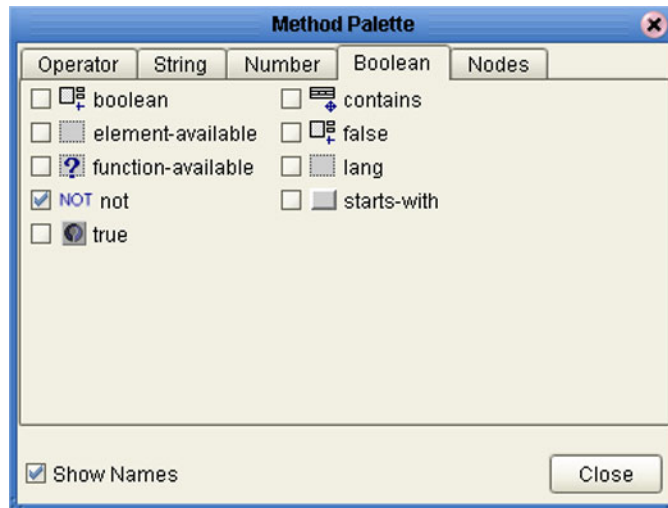 Method Palette
Operator String Number Boolean Nodes
boolean contains
element-available false
function-available lang
NOT not starts-with
true
Show Names Close